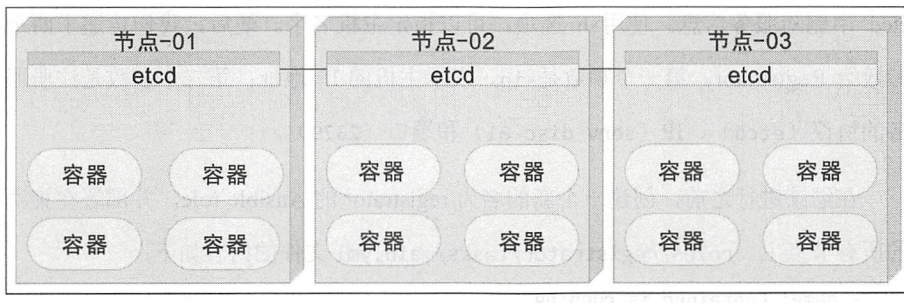 节点-01 节点-02 节点-03
etcd etcd etcd
容器 容器 容器 容器 容器 容器
容器 容器 容器 容器 容器 容器